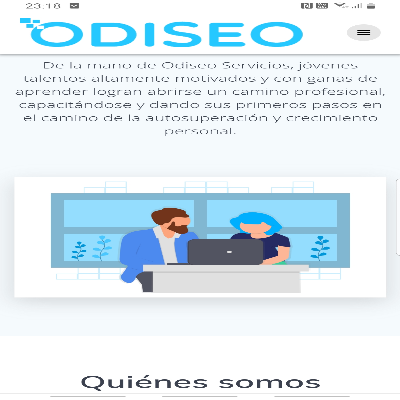 23:18
ODISEO
De la mano de Odiseo Servicios, jóvenes
talentos altamente motivados y con ganas de
aprender logran abrirse un camino profesional,
capacitándose y dando sus primeros pasos en
el camino de la autosuperación y crecimiento
personal.
Quiénes somos